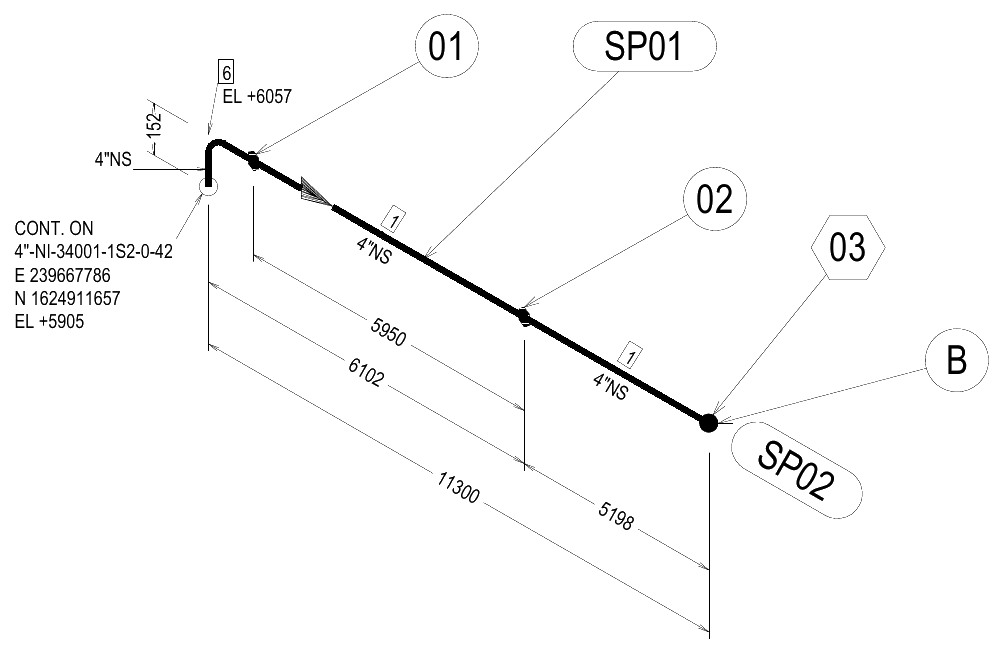 01
SP01
6
EL +6057
152
4"NS
02
1
4"NS
03
CONT. ON
4"-NI-34001-1S2-0-42
E 239667786
N 1624911657
EL +5905
5950
1
4"NS
B
6102
SP02
11300
5198